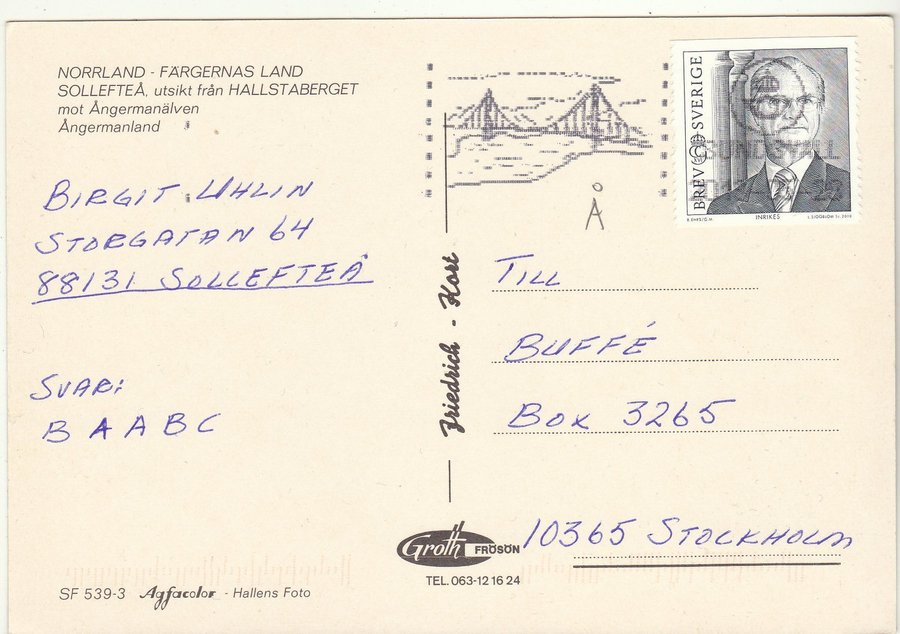 NORRLAND - FÄRGERNAS LAND
SOLLEFTEÅ, utsikt från HALLSTABERGET
mot Ångermanälven
Ångermanland
BIRGIT UHLIN
STORGATAN 64
88131 SOLLEFTEÅ
SVAR:
B A A B C
SF 539-3 Agfacolor - Hallens Foto
Friedrich - Kort
Groth FRÖSÖN
TEL. 063-12 16 24
Å
BREV SVERIGE
INRIKES
TILL
BUFFÉ
BOX 3265
10365 STOCKHOLM